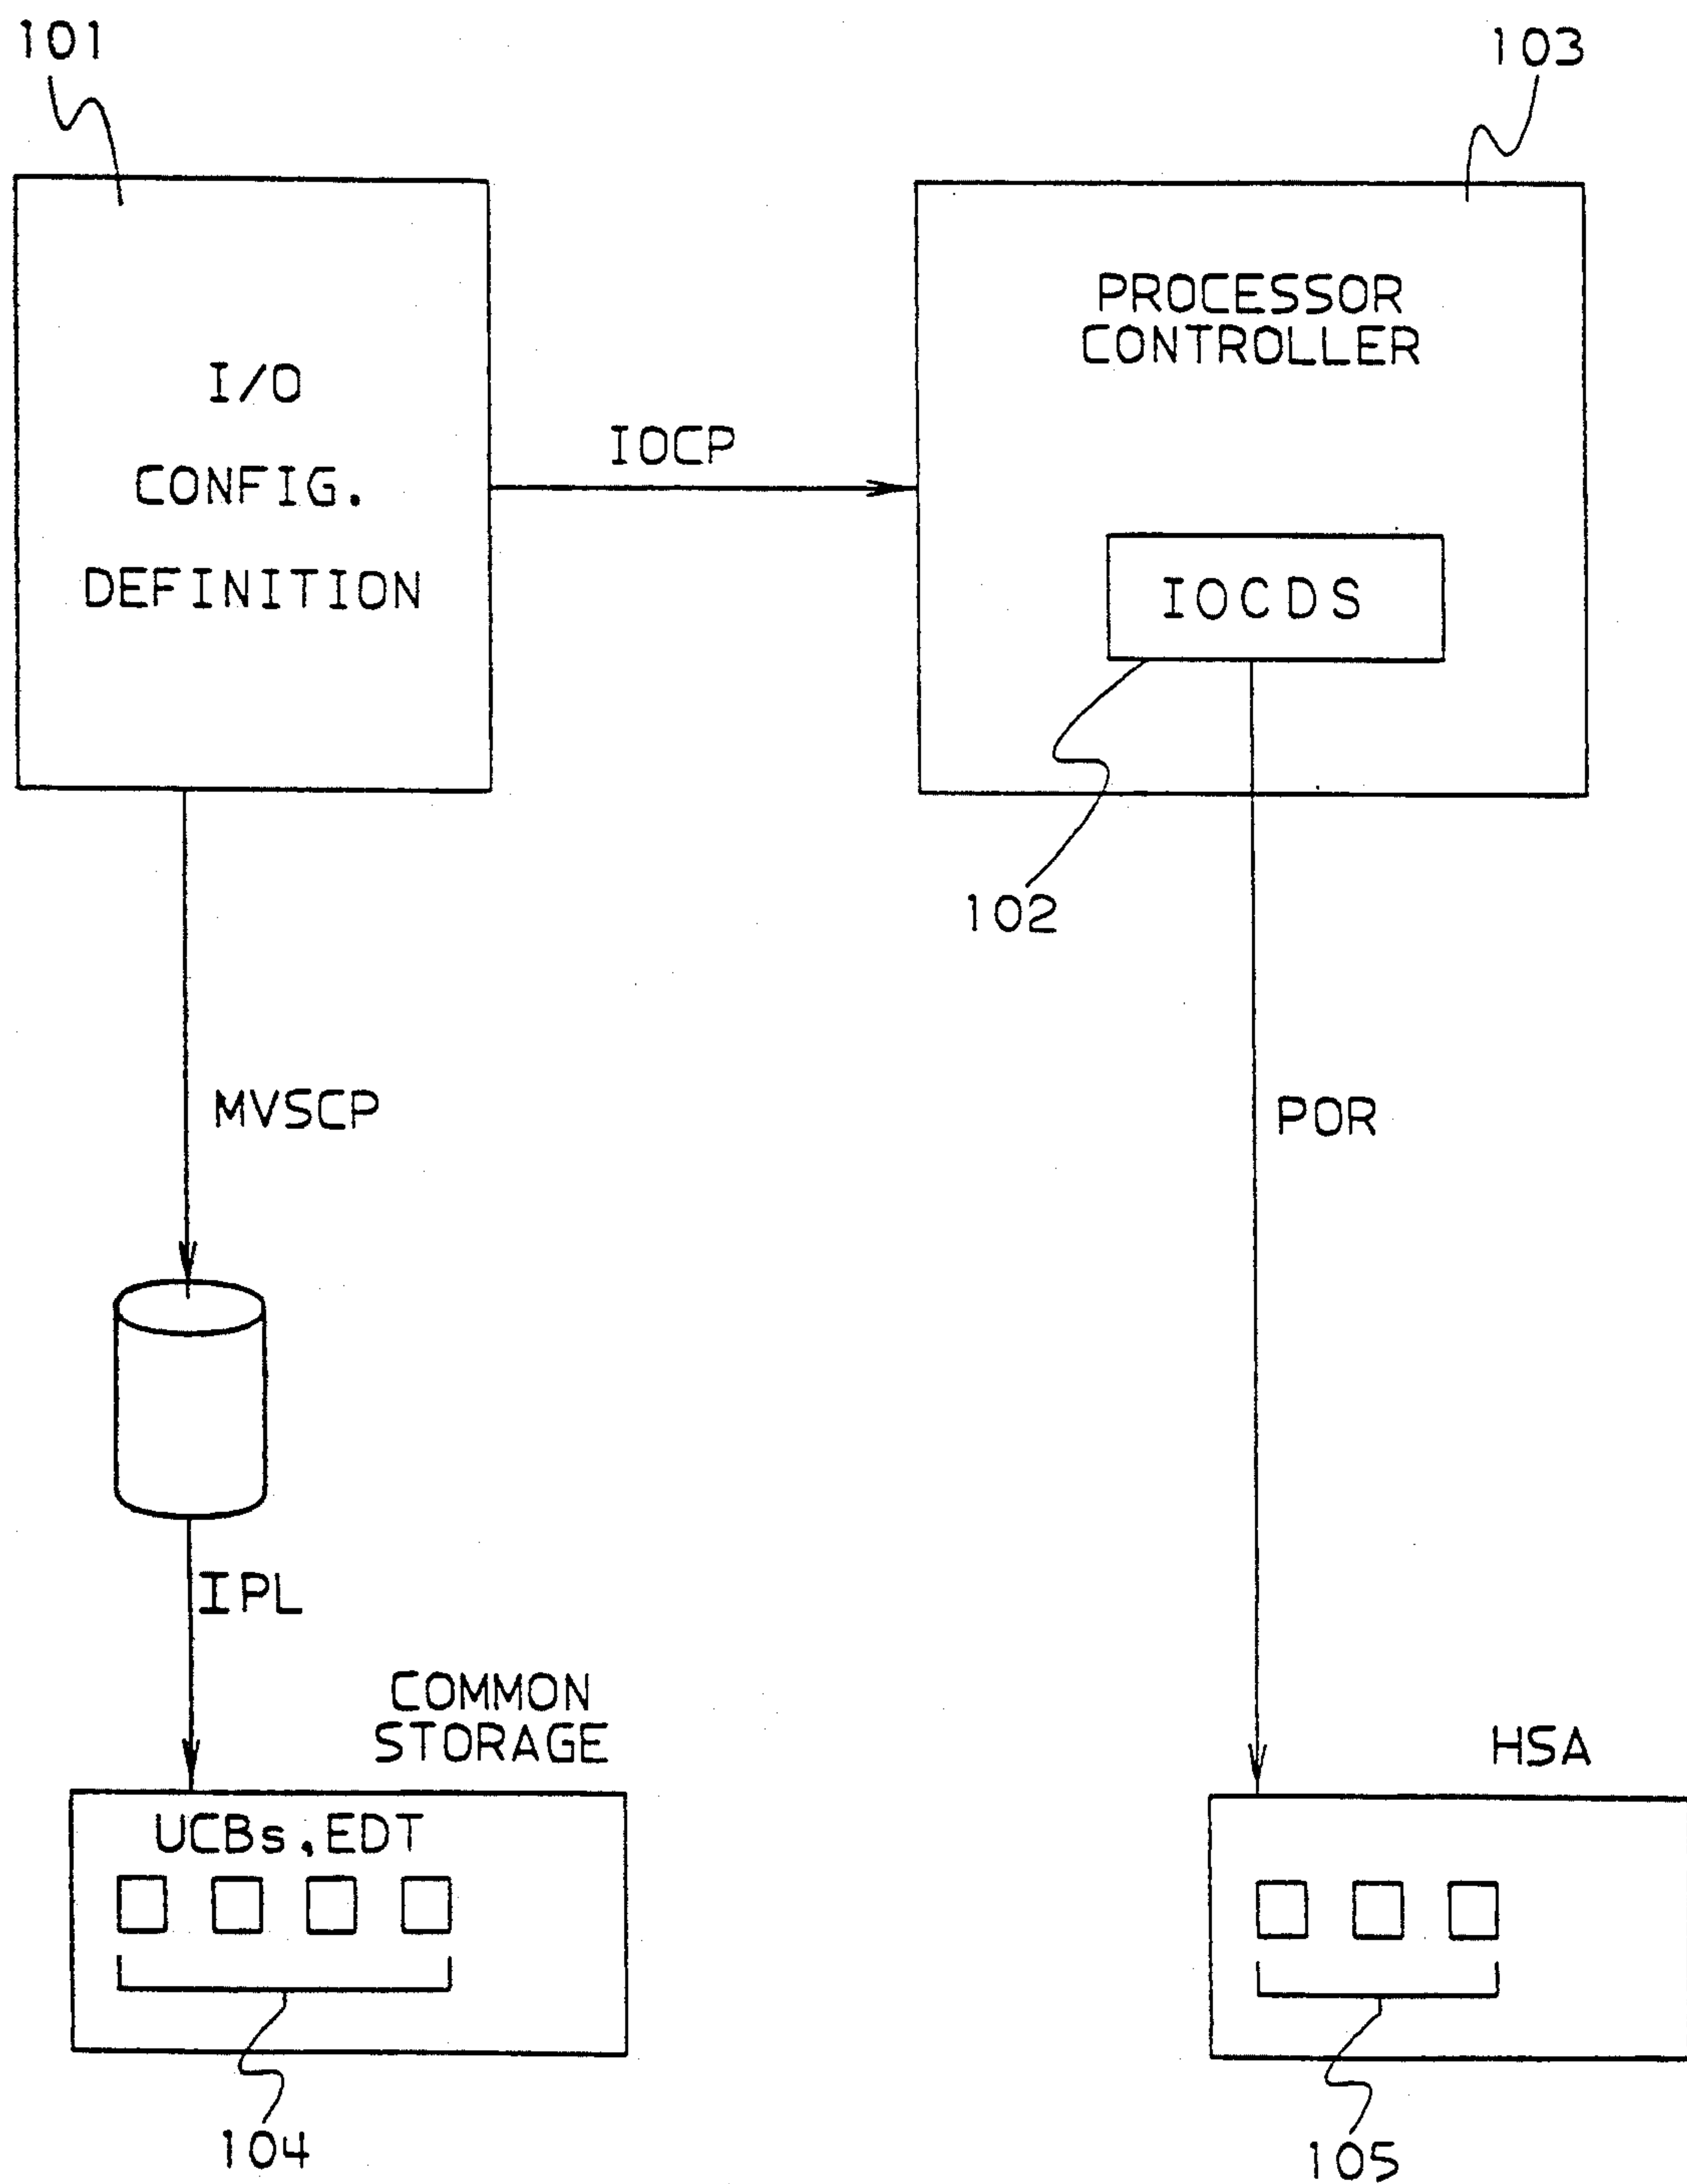 101
103
I/O
CONFIG.
DEFINITION
IOCP
PROCESSOR
CONTROLLER
IOCDS
102
MVSCP
POR
IPL
COMMON
STORAGE
HSA
UCBs,EDT
104
105